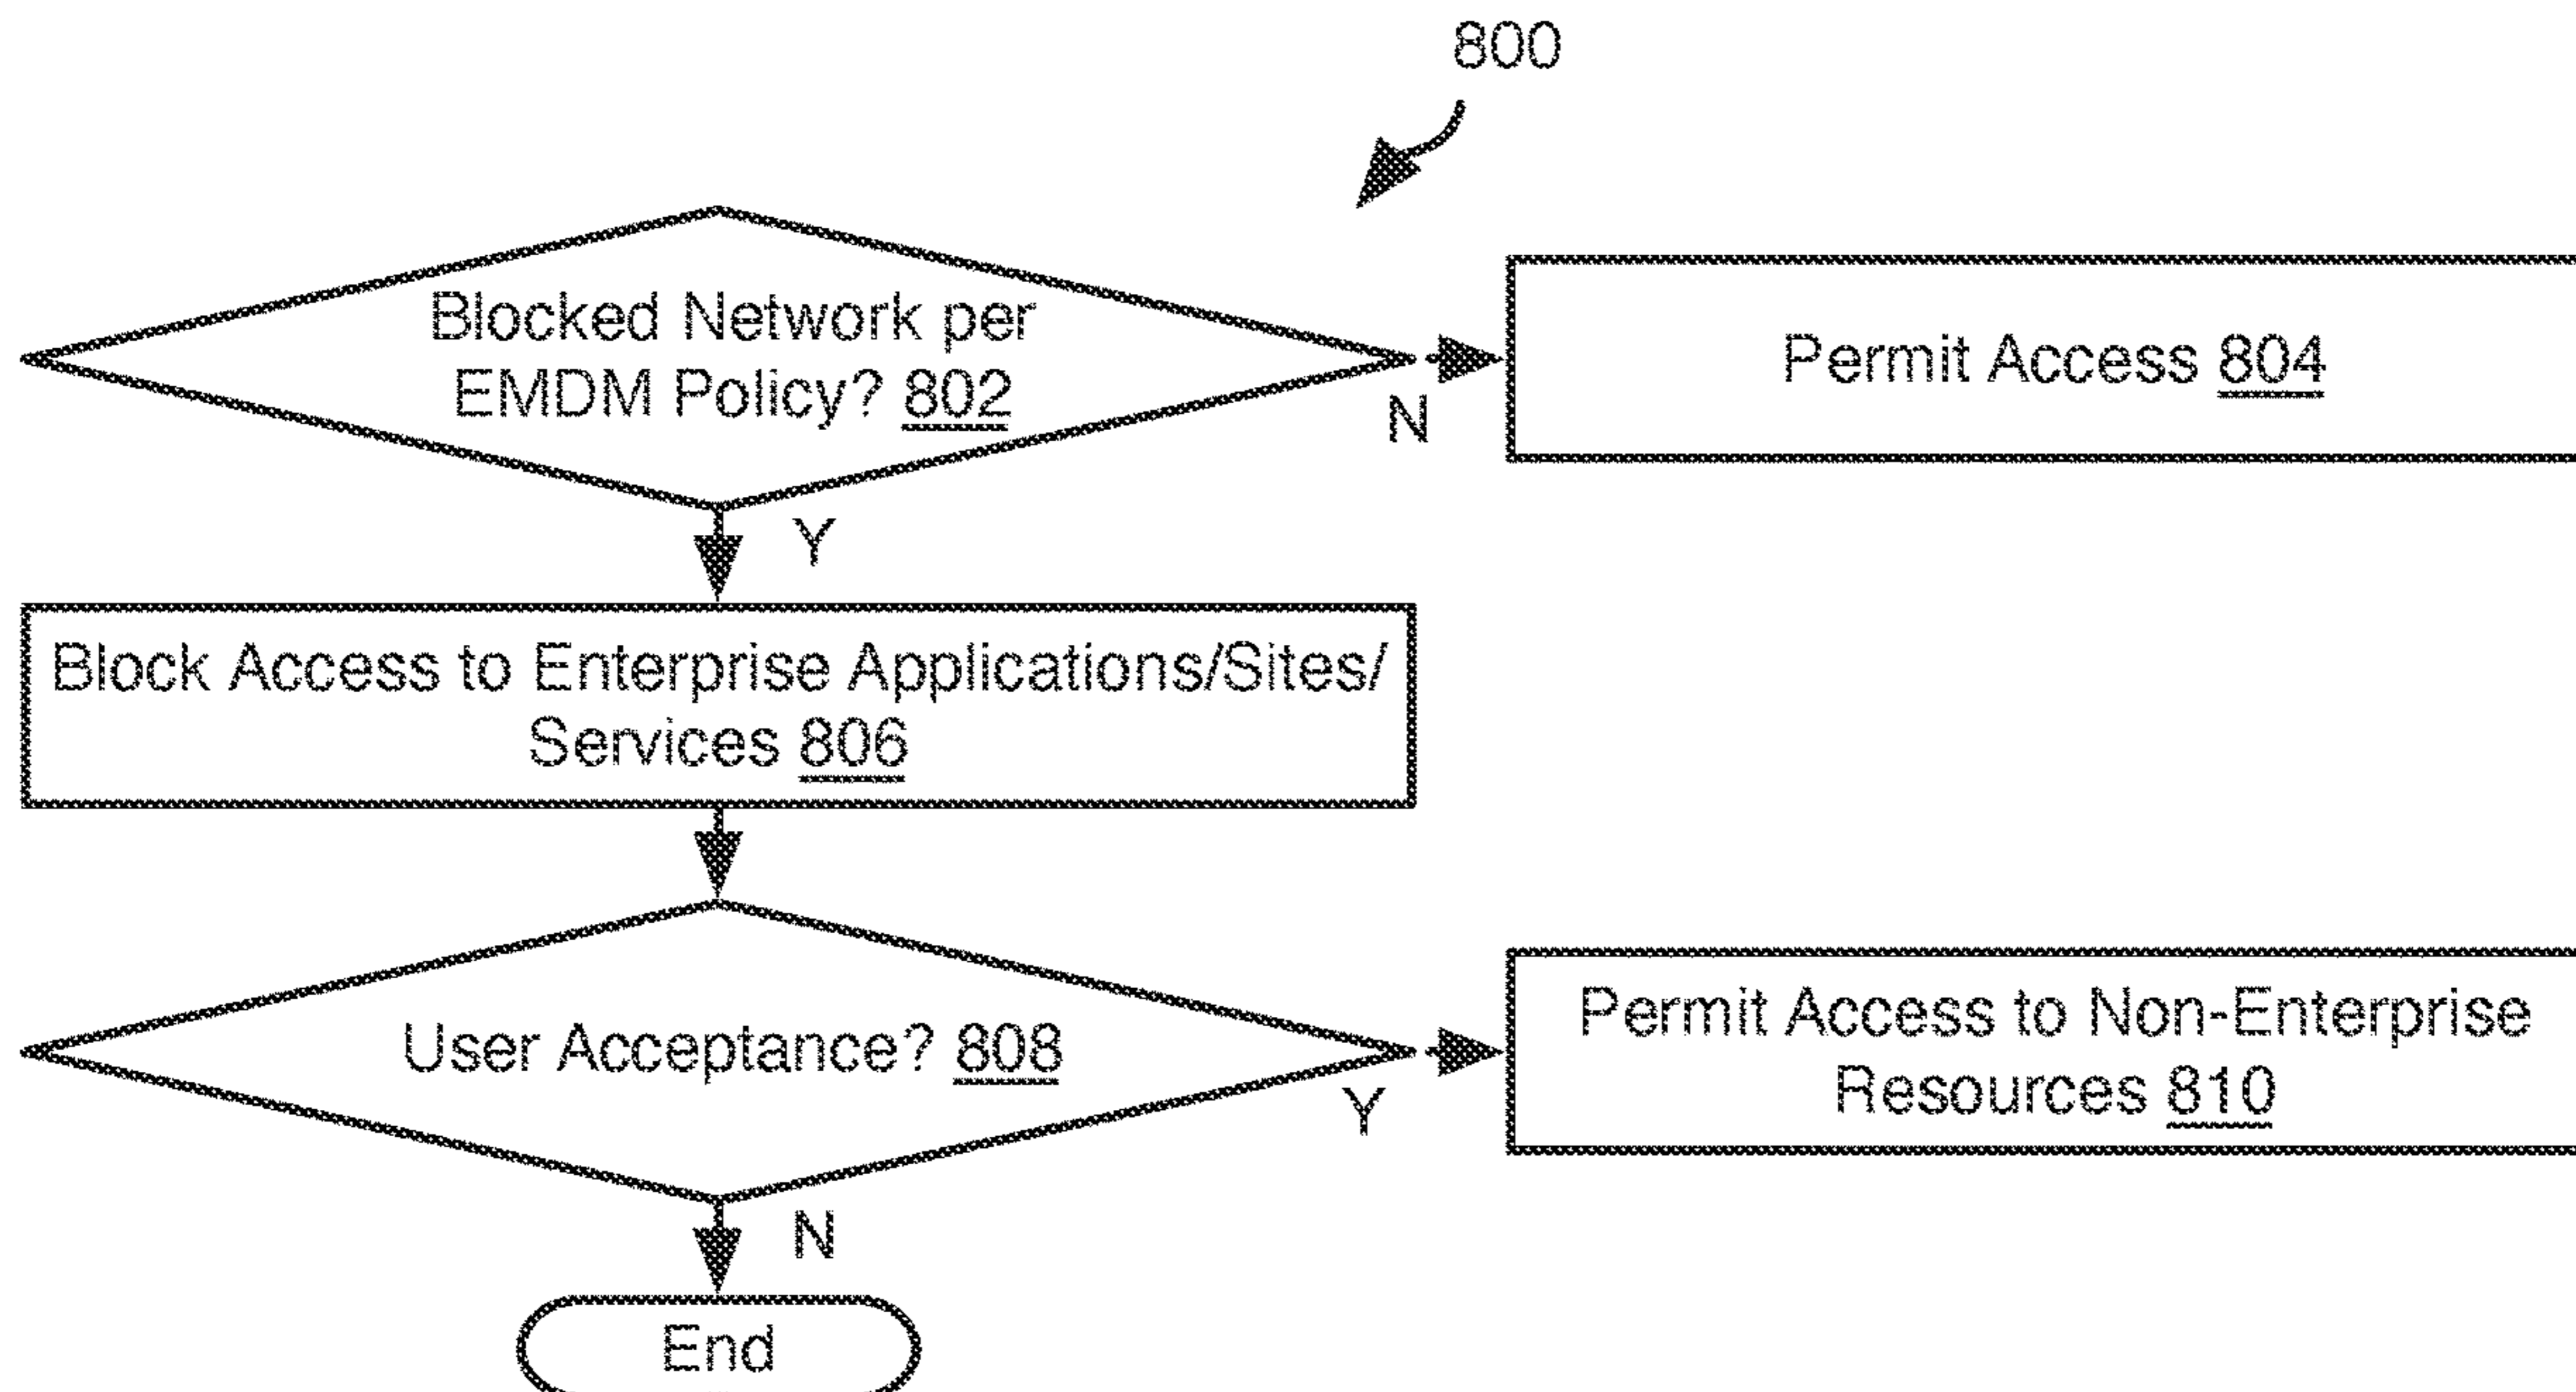 800
Blocked Network per
EMDM Policy? 802
N
Permit Access 804
Y
Block Access to Enterprise Applications/Sites/
Services 806
User Acceptance? 808
Y
Permit Access to Non-Enterprise
Resources 810
N
End